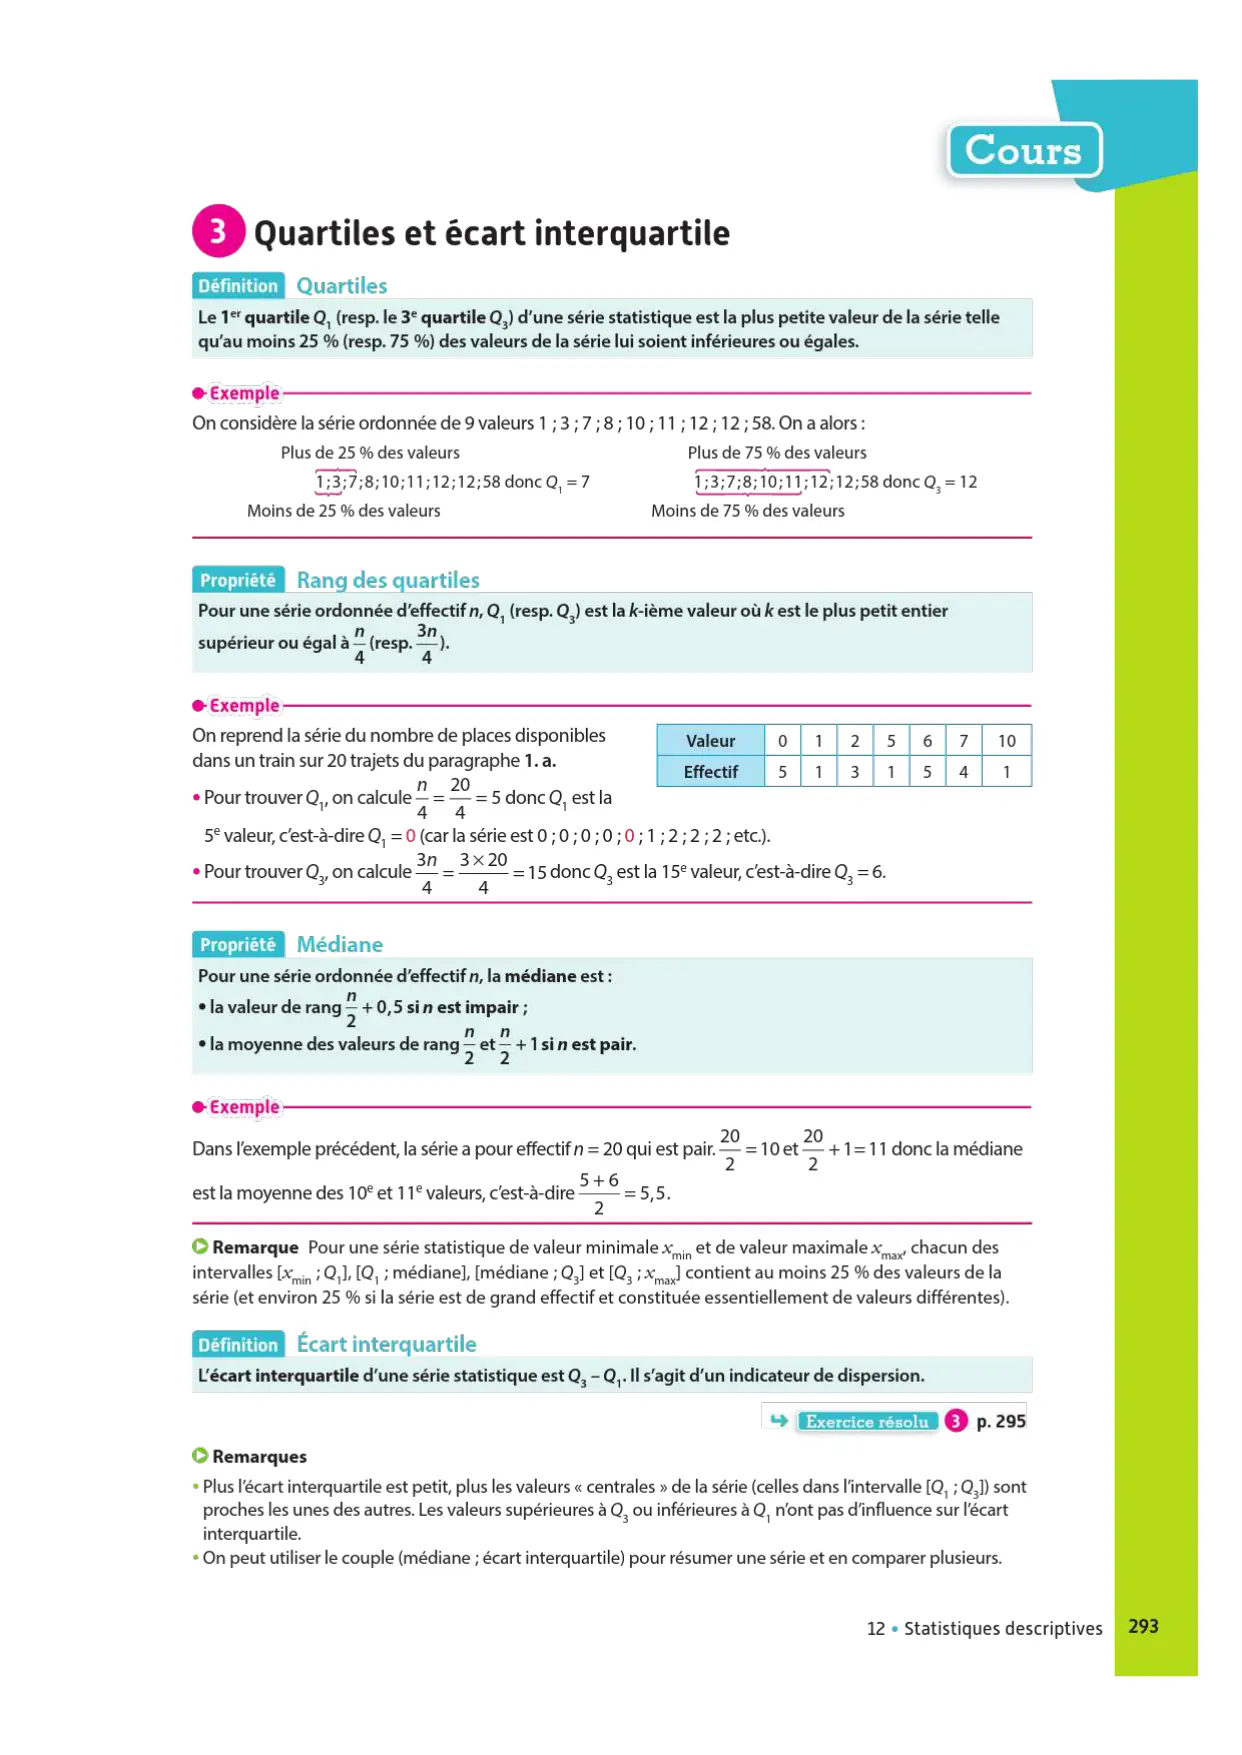 Cours
3 Quartiles et écart interquartile
Définition Quartiles
Le 1er quartile Q1 (resp. le 3e quartile Q3) d'une série statistique est la plus petite valeur de la série telle
qu'au moins 25 % (resp. 75 %) des valeurs de la série lui soient inférieures ou égales.
Exemple
On considère la série ordonnée de 9 valeurs 1 ; 3 ; 7 ; 8 ; 10 ; 11 ; 12 ; 12 ; 58. On a alors :
Plus de 25 % des valeurs
1;3;7;8;10;11;12;12;58 donc Q1 = 7
Moins de 25 % des valeurs
Plus de 75 % des valeurs
1;3;7;8;10;11;12;12;58 donc Q3 = 12
Moins de 75 % des valeurs
Propriété Rang des quartiles
Pour une série ordonnée d'effectif n, Q1 (resp. Q3) est la k-ième valeur où k est le plus petit entier
supérieur ou égal à n/4 (resp. 3n/4).
Exemple
On reprend la série du nombre de places disponibles
dans un train sur 20 trajets du paragraphe 1. a.
Valeur 0 1 2 5 6 7 10
Effectif 5 1 3 1 5 4 1
• Pour trouver Q1, on calcule n/4 = 20/4 = 5 donc Q1 est la
5e valeur, c'est-à-dire Q1 = 0 (car la série est 0 ; 0 ; 0 ; 0 ; 0 ; 1 ; 2 ; 2 ; 2 ; etc.).
• Pour trouver Q3, on calcule 3n/4 = 3 × 20/4 = 15 donc Q3 est la 15e valeur, c'est-à-dire Q3 = 6.
Propriété Médiane
Pour une série ordonnée d'effectif n, la médiane est :
• la valeur de rang n/2 + 0,5 si n est impair ;
• la moyenne des valeurs de rang n/2 et n/2 + 1 si n est pair.
Exemple
Dans l'exemple précédent, la série a pour effectif n = 20 qui est pair. 20/2 = 10 et 20/2 + 1 = 11 donc la médiane
est la moyenne des 10e et 11e valeurs, c'est-à-dire 5 + 6/2 = 5,5.
Remarque Pour une série statistique de valeur minimale xmin et de valeur maximale xmax, chacun des
intervalles [xmin ; Q1], [Q1 ; médiane], [médiane ; Q3] et [Q3 ; xmax] contient au moins 25 % des valeurs de la
série (et environ 25 % si la série est de grand effectif et constituée essentiellement de valeurs différentes).
Définition Écart interquartile
L'écart interquartile d'une série statistique est Q3 – Q1. Il s'agit d'un indicateur de dispersion.
Exercice résolu 3 p. 295
Remarques
• Plus l'écart interquartile est petit, plus les valeurs « centrales » de la série (celles dans l'intervalle [Q1 ; Q3]) sont
proches les unes des autres. Les valeurs supérieures à Q3 ou inférieures à Q1 n'ont pas d'influence sur l'écart
interquartile.
• On peut utiliser le couple (médiane ; écart interquartile) pour résumer une série et en comparer plusieurs.
12 • Statistiques descriptives 293